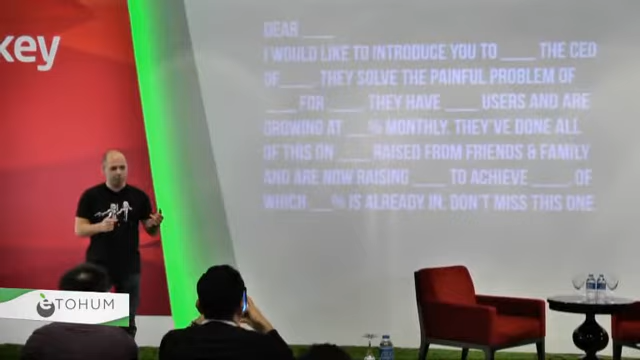 key
DEAR ____
I WOULD LIKE TO INTRODUCE YOU TO ____ THE CEO
OF ____ THEY SOLVE THE PAINFUL PROBLEM OF
____ FOR ____ THEY HAVE ____ USERS AND ARE
GROWING AT ___% MONTHLY. THEY'VE DONE ALL
OF THIS ON ____ RAISED FROM FRIENDS & FAMILY
AND ARE NOW RAISING ____ TO ACHIEVE ____ OF
WHICH ___% IS ALREADY IN. DON'T MISS THIS ONE
eTOHUM